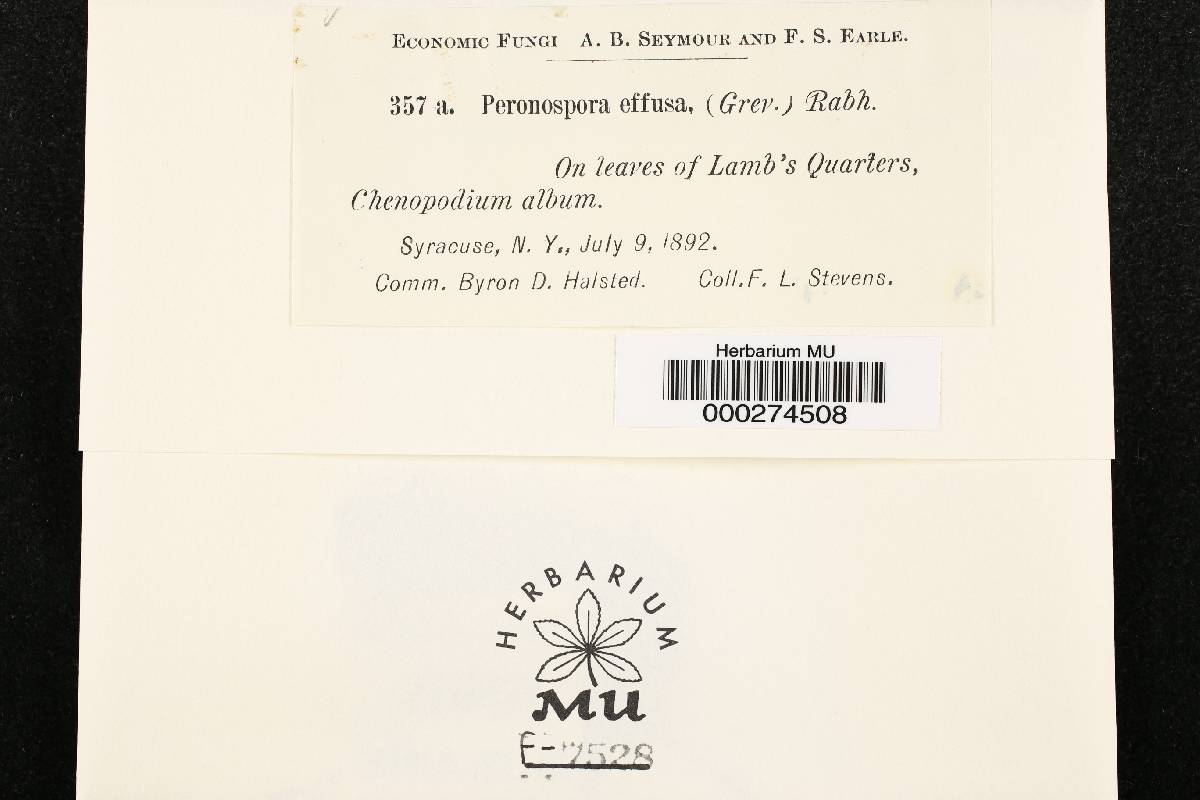 ECONOMIC FUNGI A. B. SEYMOUR AND F. S. EARLE.
357 a. Peronospora effusa, (Grev.) Rabh.
On leaves of Lamb's Quarters,
Chenopodium album.
Syracuse, N. Y., July 9, 1892.
Comm. Byron D. Halsted. Coll. F. L. Stevens.
Herbarium MU
000274508
HERBARIUM
MU
F-7528